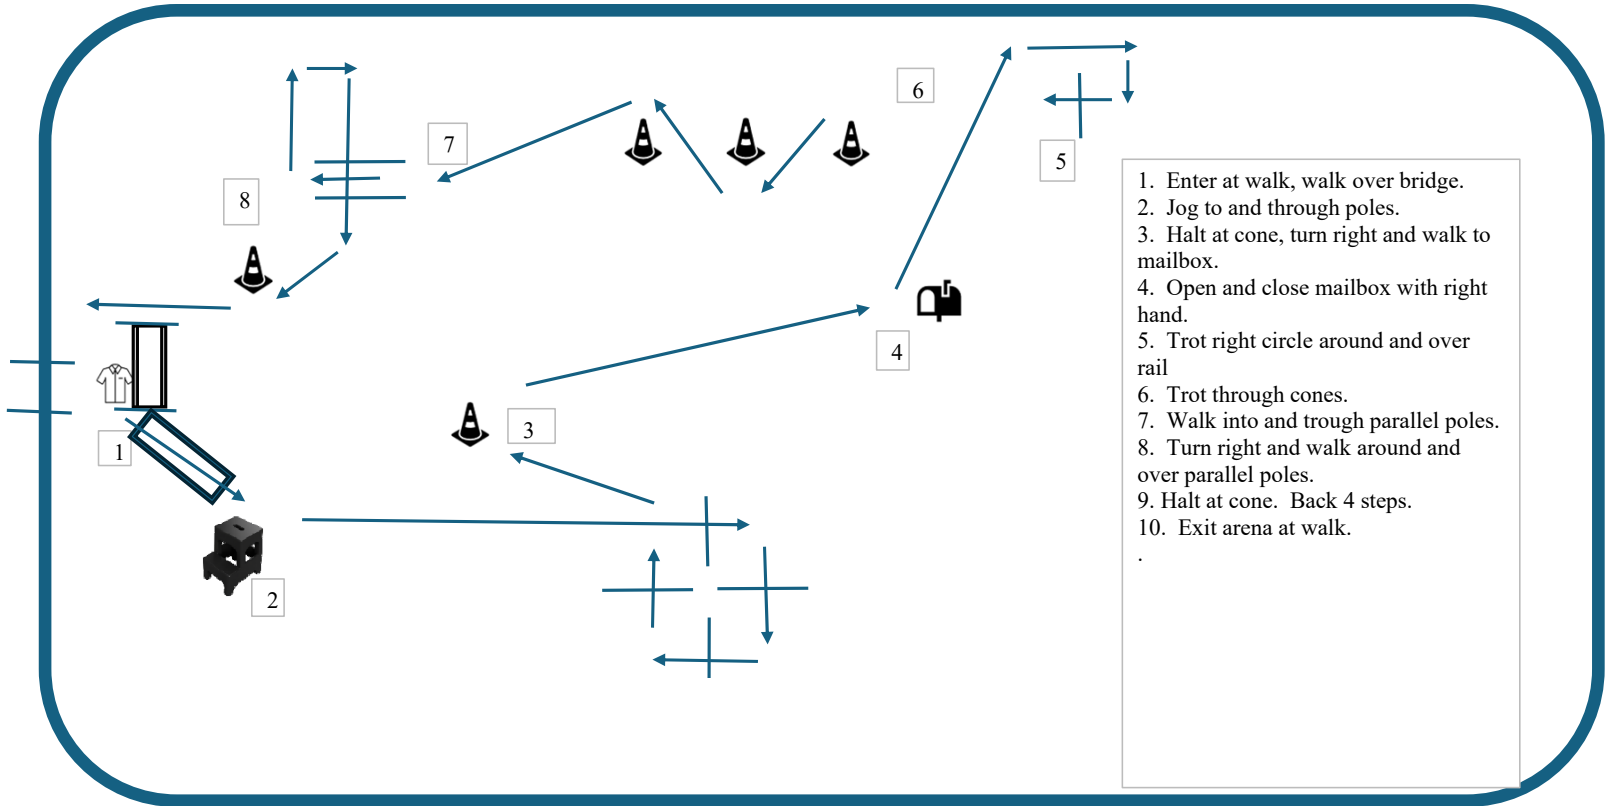 6
7
5
8
1. Enter at walk, walk over bridge.
2. Jog to and through poles.
3. Halt at cone, turn right and walk to
mailbox.
4. Open and close mailbox with right
hand.
5. Trot right circle around and over
rail
6. Trot through cones.
7. Walk into and trough parallel poles.
8. Turn right and walk around and
over parallel poles.
9. Halt at cone. Back 4 steps.
10. Exit arena at walk.
.
4
3
1
2